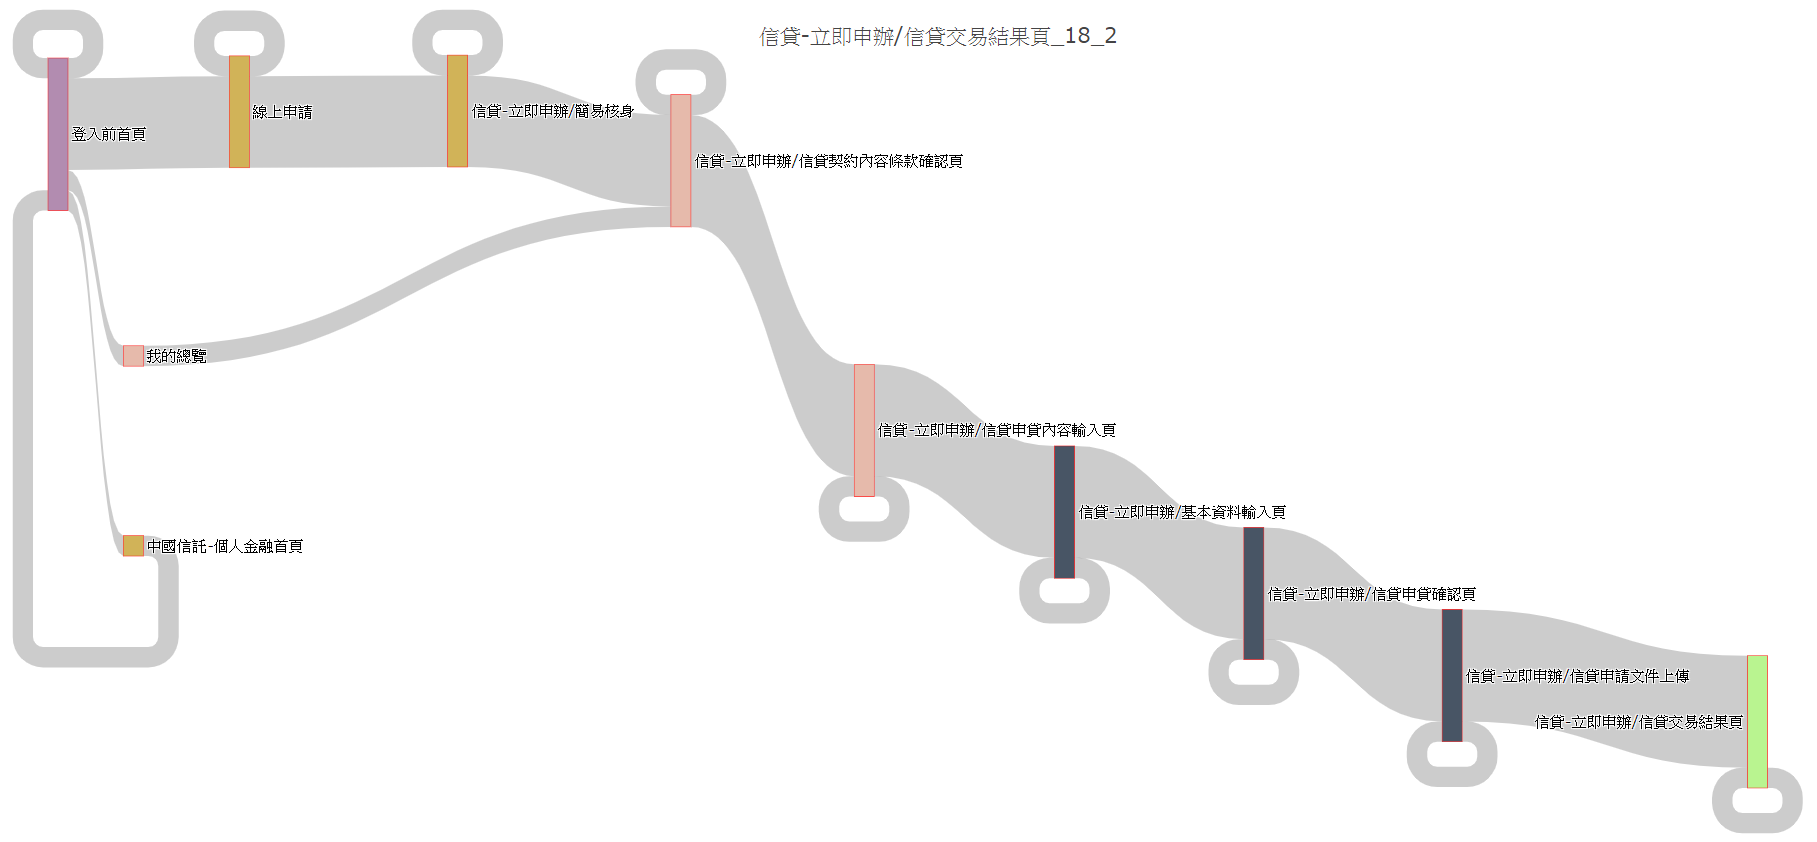 信貸-立即申辦/信貸交易結果頁_18_2
登入前首頁
線上申請
信貸-立即申辦/簡易核身
信貸-立即申辦/信貸契約內容條款確認頁
我的總覽
信貸-立即申辦/信貸申貸內容輸入頁
信貸-立即申辦/基本資料輸入頁
中國信託-個人金融首頁
信貸-立即申辦/信貸申貸確認頁
信貸-立即申辦/信貸申請文件上傳
信貸-立即申辦/信貸交易結果頁